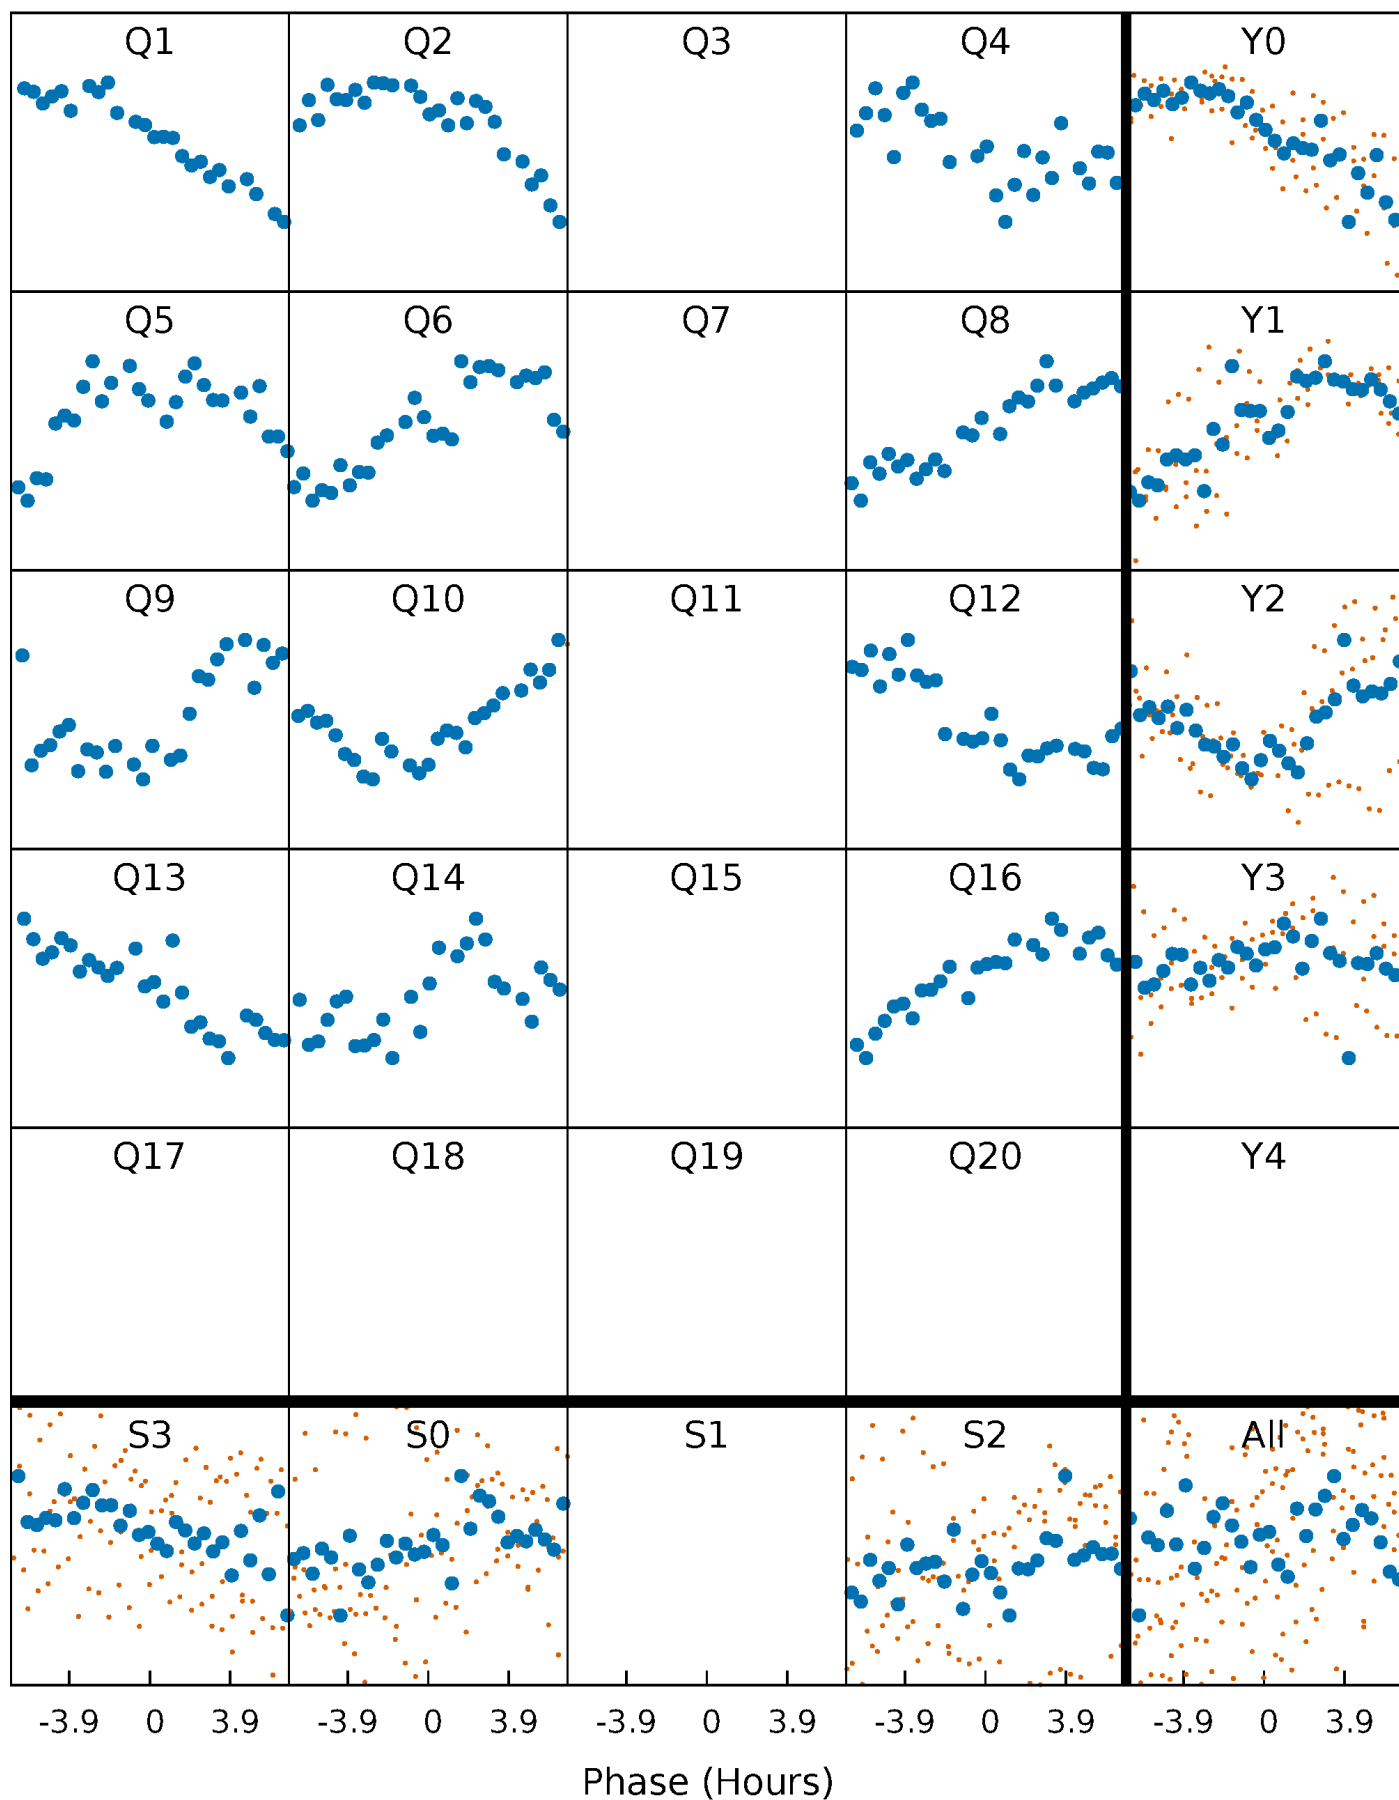 Q1 Q2 Q3 Q4 Y0
Q5 Q6 Q7 Q8 Y1
Q9 Q10 Q11 Q12 Y2
Q13 Q14 Q15 Q16 Y3
Q17 Q18 Q19 Q20 Y4
S3 S0 S1 S2 All
-3.9 0 3.9 -3.9 0 3.9 -3.9 0 3.9 -3.9 0 3.9 -3.9 0 3.9
Phase (Hours)